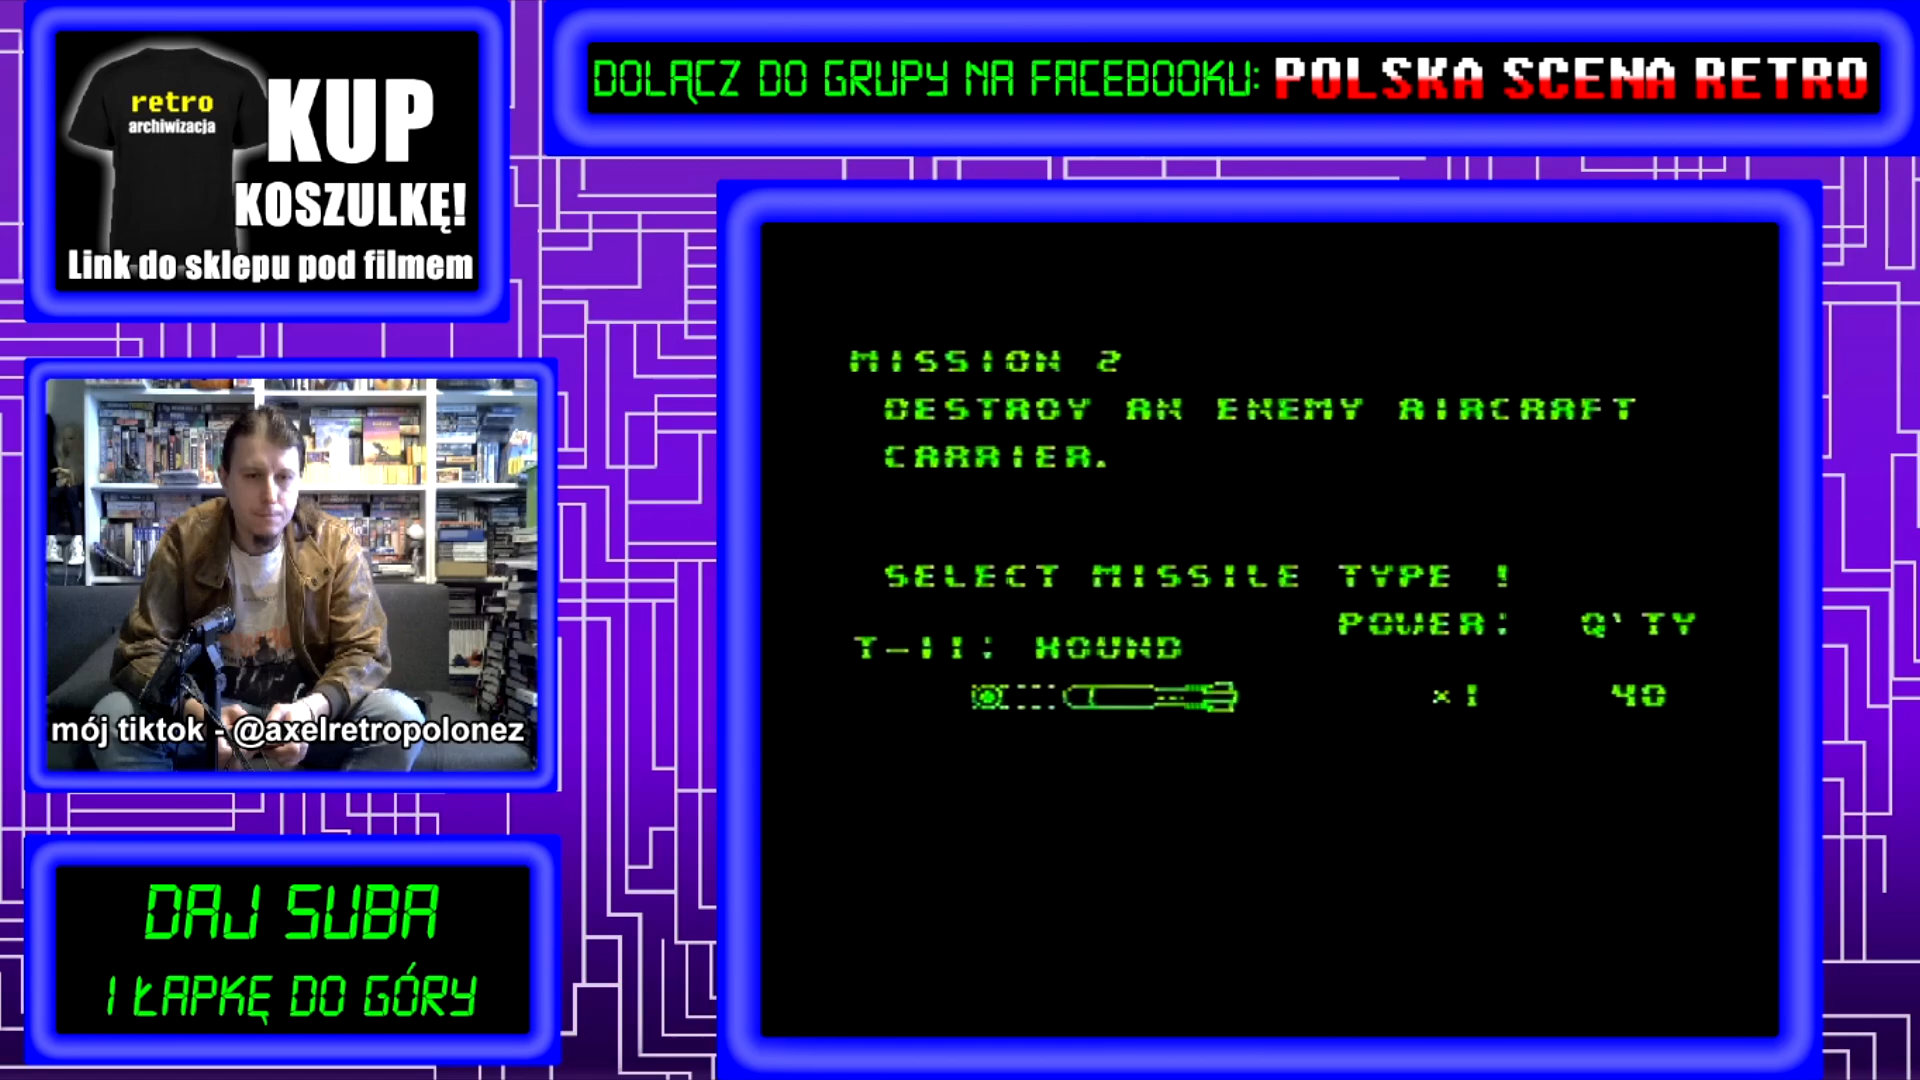 retro
archiwizacja
KUP
KOSZULKĘ!
Link do sklepu pod filmem
DOŁĄCZ DO GRUPY NA FACEBOOKU: POLSKA SCENA RETRO
MISSION 2
DESTROY AN ENEMY AIRCRAFT
CARRIER.
SELECT MISSILE TYPE !
POWER: Q'TY
T-11: HOUND
×1 40
mój tiktok - @axelretropolonez
DAJ SUBA
I ŁAPKĘ DO GÓRY